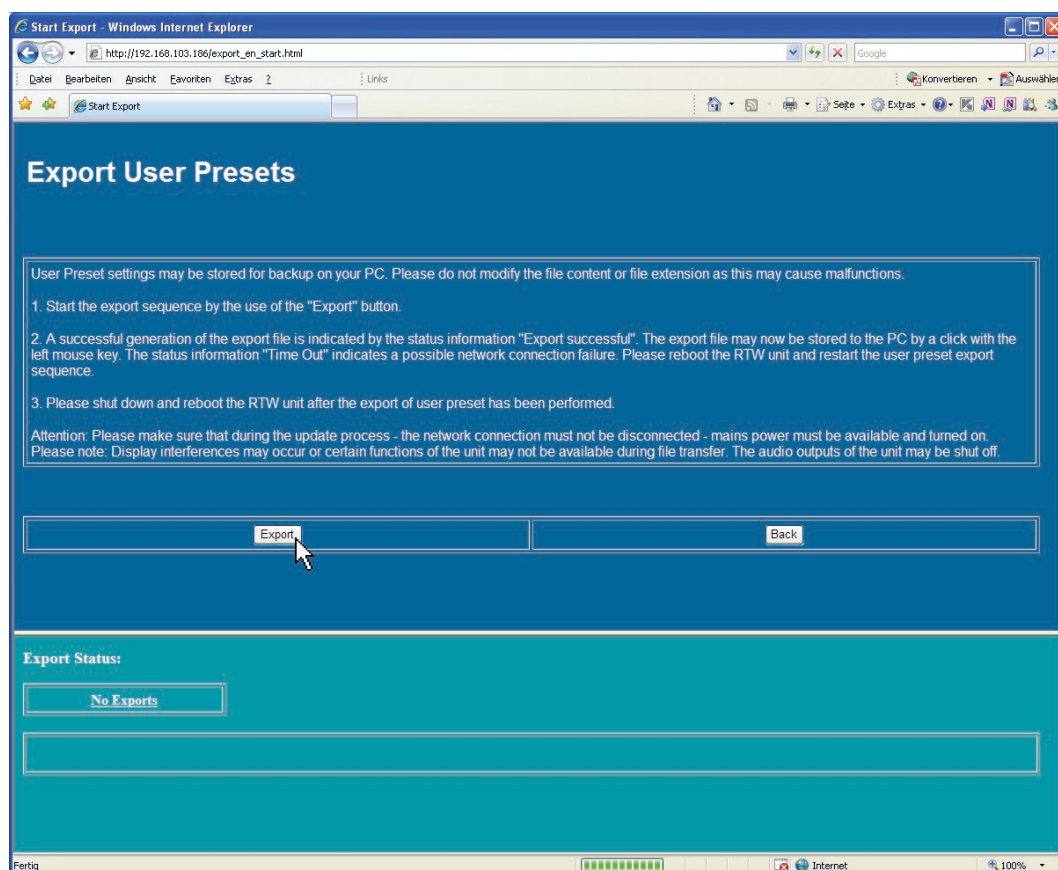 Start Export - Windows Internet Explorer
http://192.168.103.186/export_en_start.html
Google
Datei Bearbeiten Ansicht Favoriten Extras ?
Links
Konvertieren
Auswählen
Start Export
Seite
Extras
Export User Presets
User Preset settings may be stored for backup on your PC. Please do not modify the file content or file extension as this may cause malfunctions.
1. Start the export sequence by the use of the "Export" button.
2. A successful generation of the export file is indicated by the status information "Export successful". The export file may now be stored to the PC by a click with the
left mouse key. The status information "Time Out" indicates a possible network connection failure. Please reboot the RTW unit and restart the user preset export
sequence.
3. Please shut down and reboot the RTW unit after the export of user preset has been performed.
Attention: Please make sure that during the update process - the network connection must not be disconnected - mains power must be available and turned on.
Please note: Display interferences may occur or certain functions of the unit may not be available during file transfer. The audio outputs of the unit may be shut off.
Export
Back
Export Status:
No Exports
Fertig
Internet
100%